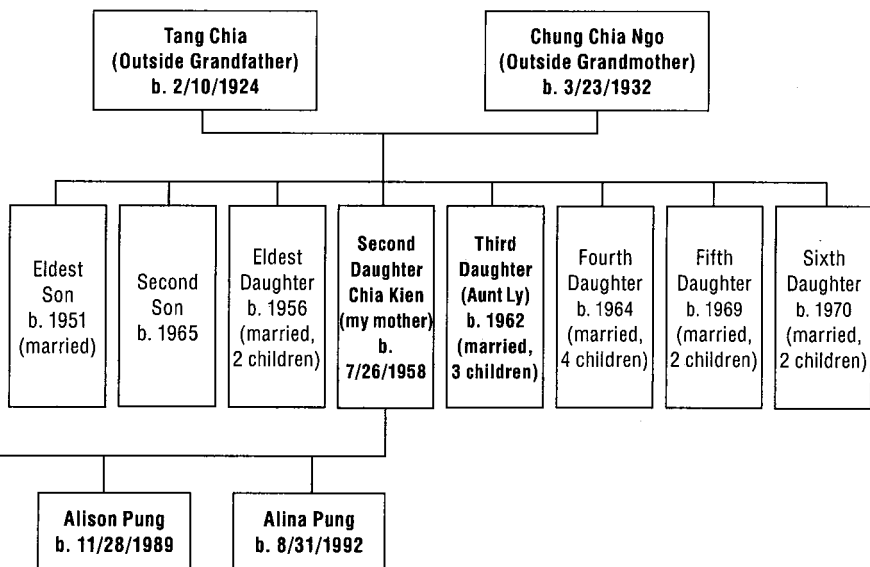 Tang Chia
(Outside Grandfather)
b. 2/10/1924
Chung Chia Ngo
(Outside Grandmother)
b. 3/23/1932
Eldest
Son
b. 1951
(married)
Second
Son
b. 1965
Eldest
Daughter
b. 1956
(married,
2 children)
Second
Daughter
Chia Kien
(my mother)
b.
7/26/1958
Third
Daughter
(Aunt Ly)
b. 1962
(married,
3 children)
Fourth
Daughter
b. 1964
(married,
4 children)
Fifth
Daughter
b. 1969
(married,
2 children)
Sixth
Daughter
b. 1970
(married,
2 children)
Alison Pung
b. 11/28/1989
Alina Pung
b. 8/31/1992